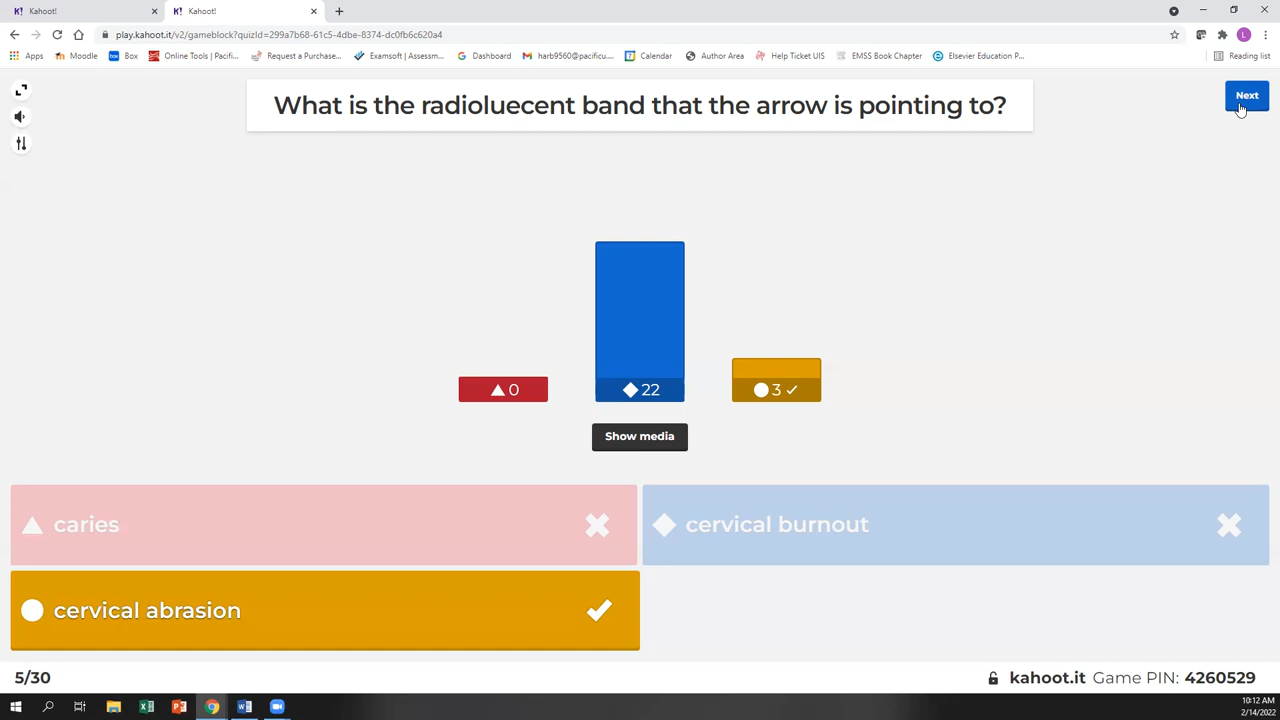 Kahoot!
Kahoot!
play.kahoot.it/v2/gameblock?quizId=299a7b68-61c5-4dbe-8374-dc0fb6c620a4
L
Apps Moodle Box Online Tools | Pacifi... Request a Purchase... Examsoft | Assessm... Dashboard harb9560@pacificu... Calendar Author Area Help Ticket UIS EMSS Book Chapter Elsevier Education P... Reading list
What is the radioluecent band that the arrow is pointing to?
Next
0
22
3
Show media
caries
cervical burnout
cervical abrasion
5/30
kahoot.it Game PIN: 4260529
10:12 AM
2/14/2022